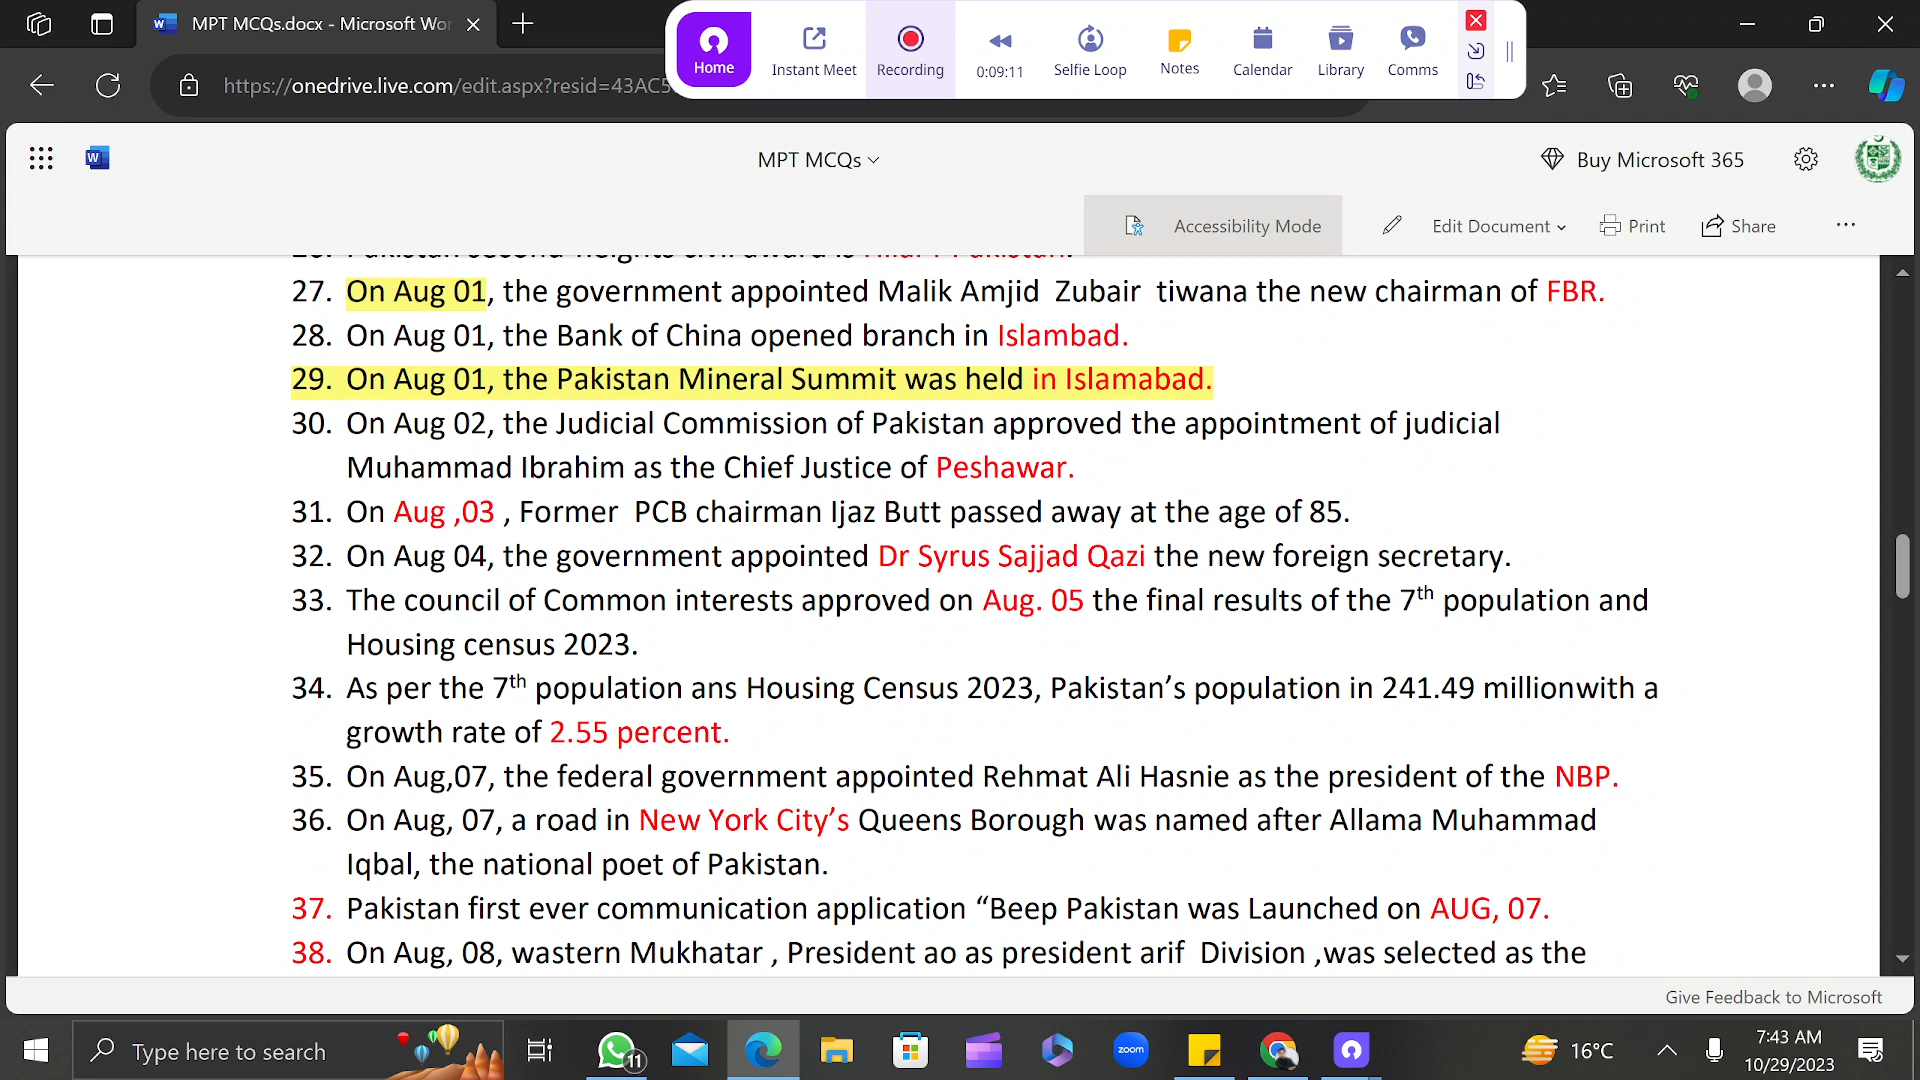 MPT MCQs.docx - Microsoft Wor
Home
Instant Meet
Recording
0:09:11
Selfie Loop
Notes
Calendar
Library
Comms
https://onedrive.live.com/edit.aspx?resid=43AC5
W
MPT MCQs
Buy Microsoft 365
Accessibility Mode
Edit Document
Print
Share
27. On Aug 01, the government appointed Malik Amjid Zubair tiwana the new chairman of FBR.
28. On Aug 01, the Bank of China opened branch in Islambad.
29. On Aug 01, the Pakistan Mineral Summit was held in Islamabad.
30. On Aug 02, the Judicial Commission of Pakistan approved the appointment of judicial
Muhammad Ibrahim as the Chief Justice of Peshawar.
31. On Aug ,03 , Former PCB chairman Ijaz Butt passed away at the age of 85.
32. On Aug 04, the government appointed Dr Syrus Sajjad Qazi the new foreign secretary.
33. The council of Common interests approved on Aug. 05 the final results of the 7th population and
Housing census 2023.
34. As per the 7th population ans Housing Census 2023, Pakistan’s population in 241.49 millionwith a
growth rate of 2.55 percent.
35. On Aug,07, the federal government appointed Rehmat Ali Hasnie as the president of the NBP.
36. On Aug, 07, a road in New York City’s Queens Borough was named after Allama Muhammad
Iqbal, the national poet of Pakistan.
37. Pakistan first ever communication application “Beep Pakistan was Launched on AUG, 07.
38. On Aug, 08, wastern Mukhatar , President ao as president arif Division ,was selected as the
Give Feedback to Microsoft
Type here to search
11
zoom
16°C
7:43 AM
10/29/2023